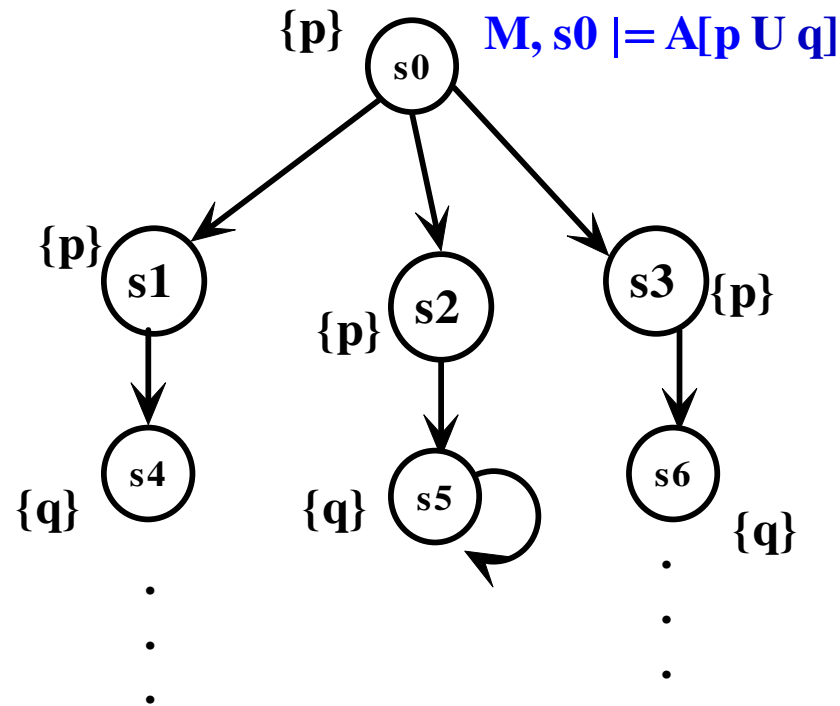 {p} M, s0 |= A[p U q]
s0
{p} s1
{p} s2
s3 {p}
{q} s4
{q} s5
s6 {q}